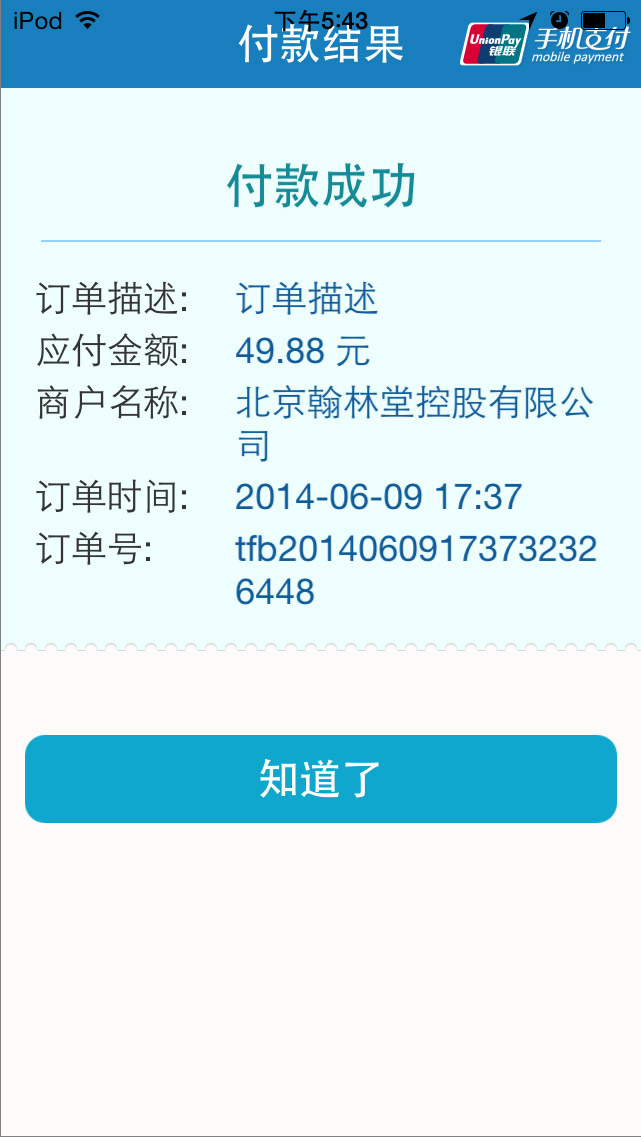 iPod 下午5:43
付款结果
UnionPay 银联 手机支付
mobile payment
付款成功
订单描述: 订单描述
应付金额: 49.88 元
商户名称: 北京翰林堂控股有限公
司
订单时间: 2014-06-09 17:37
订单号: tfb2014060917373232
6448
知道了